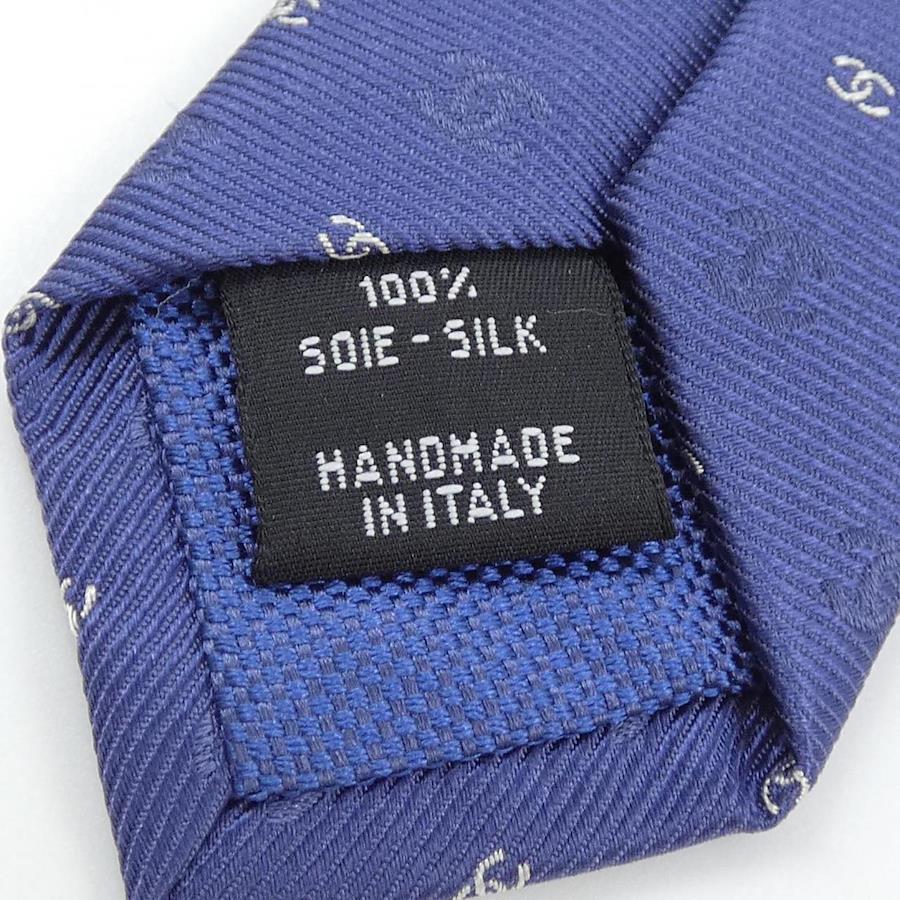 100%
SOIE - SILK
HANDMADE
IN ITALY